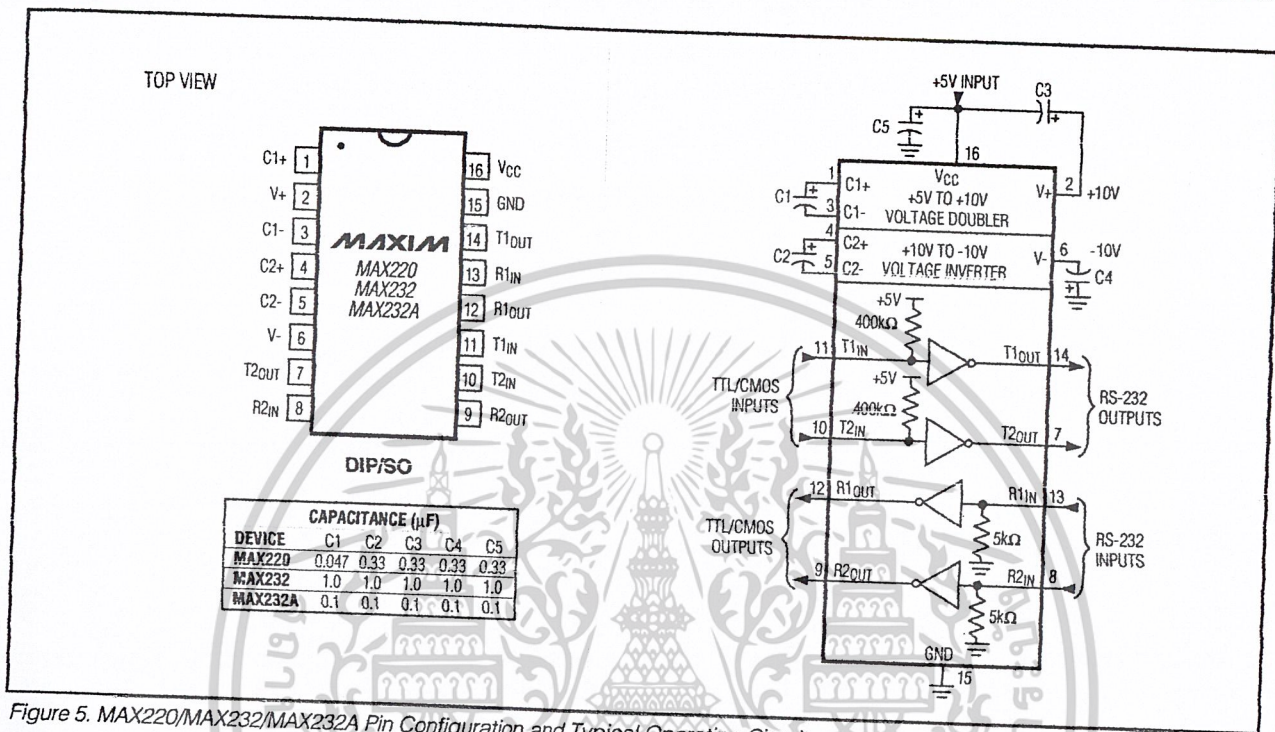 TOP VIEW
C1+ 1
V+ 2
C1- 3
C2+ 4
C2- 5
V- 6
T2OUT 7
R2IN 8
16 VCC
15 GND
14 T1OUT
13 R1IN
12 R1OUT
11 T1IN
10 T2IN
9 R2OUT
MAXIM
MAX220
MAX232
MAX232A
DIP/SO
CAPACITANCE (µF)
DEVICE C1 C2 C3 C4 C5
MAX220 0.047 0.33 0.33 0.33 0.33
MAX232 1.0 1.0 1.0 1.0 1.0
MAX232A 0.1 0.1 0.1 0.1 0.1
+5V INPUT
C3
C5
+
+
16
VCC
1
C1+
+5V TO +10V
V+
2
+10V
C1
+
3
C1-
VOLTAGE DOUBLER
4
C2+
+10V TO -10V
V-
6
-10V
C2
+
5
C2-
VOLTAGE INVERTER
C4
+
+5V
400kΩ
11
T1IN
T1OUT
14
+5V
TTL/CMOS
INPUTS
400kΩ
RS-232
OUTPUTS
10
T2IN
T2OUT
7
12
R1OUT
R1IN
13
TTL/CMOS
OUTPUTS
5kΩ
RS-232
INPUTS
9
R2OUT
R2IN
8
5kΩ
GND
15
Figure 5. MAX220/MAX232/MAX232A Pin Configuration and Typical Operating Circuit